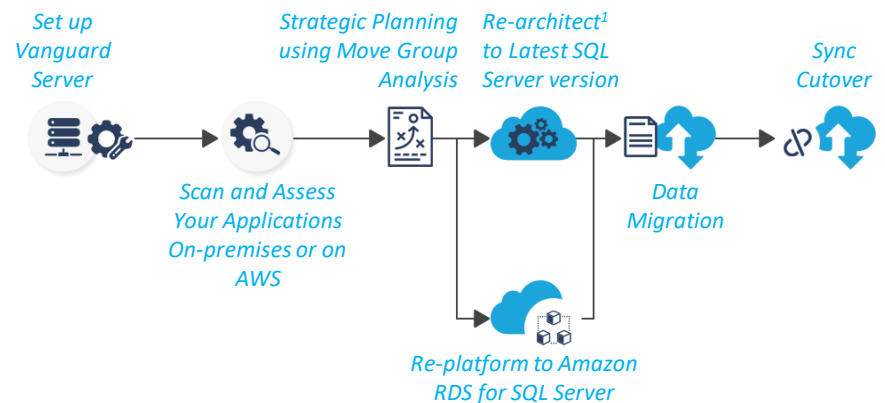 Set up
Vanguard
Server
Strategic Planning
using Move Group
Analysis
Re-architect¹
to Latest SQL
Server version
Sync
Cutover
Scan and Assess
Your Applications
On-premises or on
AWS
Data
Migration
Re-platform to Amazon
RDS for SQL Server